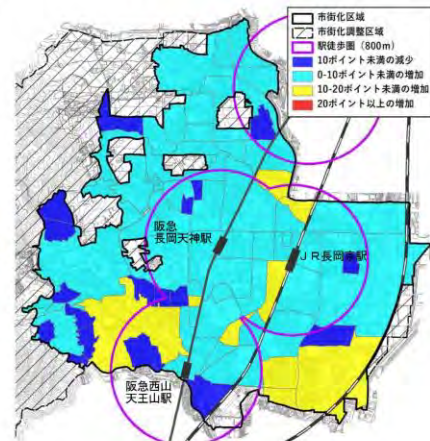 市街化区域
市街化調整区域
駅徒歩圏（800m）
10ポイント未満の減少
0-10ポイント未満の増加
10-20ポイント未満の増加
20ポイント以上の増加
阪急
長岡天神駅
ＪＲ長岡京駅
阪急西山
天王山駅